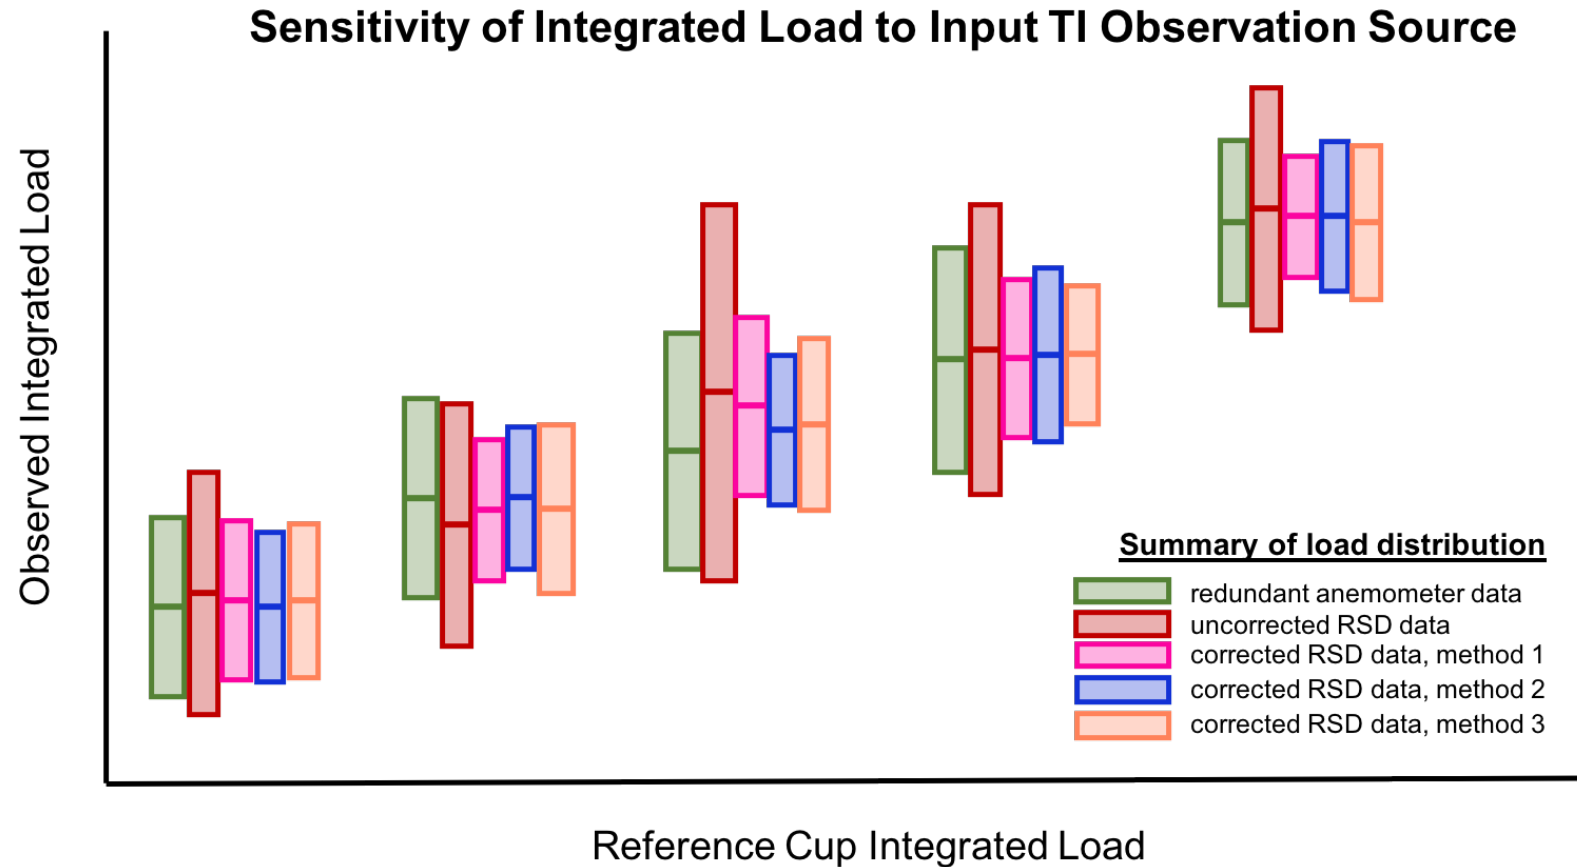 Sensitivity of Integrated Load to Input TI Observation Source
Observed Integrated Load
Summary of load distribution
redundant anemometer data
uncorrected RSD data
corrected RSD data, method 1
corrected RSD data, method 2
corrected RSD data, method 3
Reference Cup Integrated Load